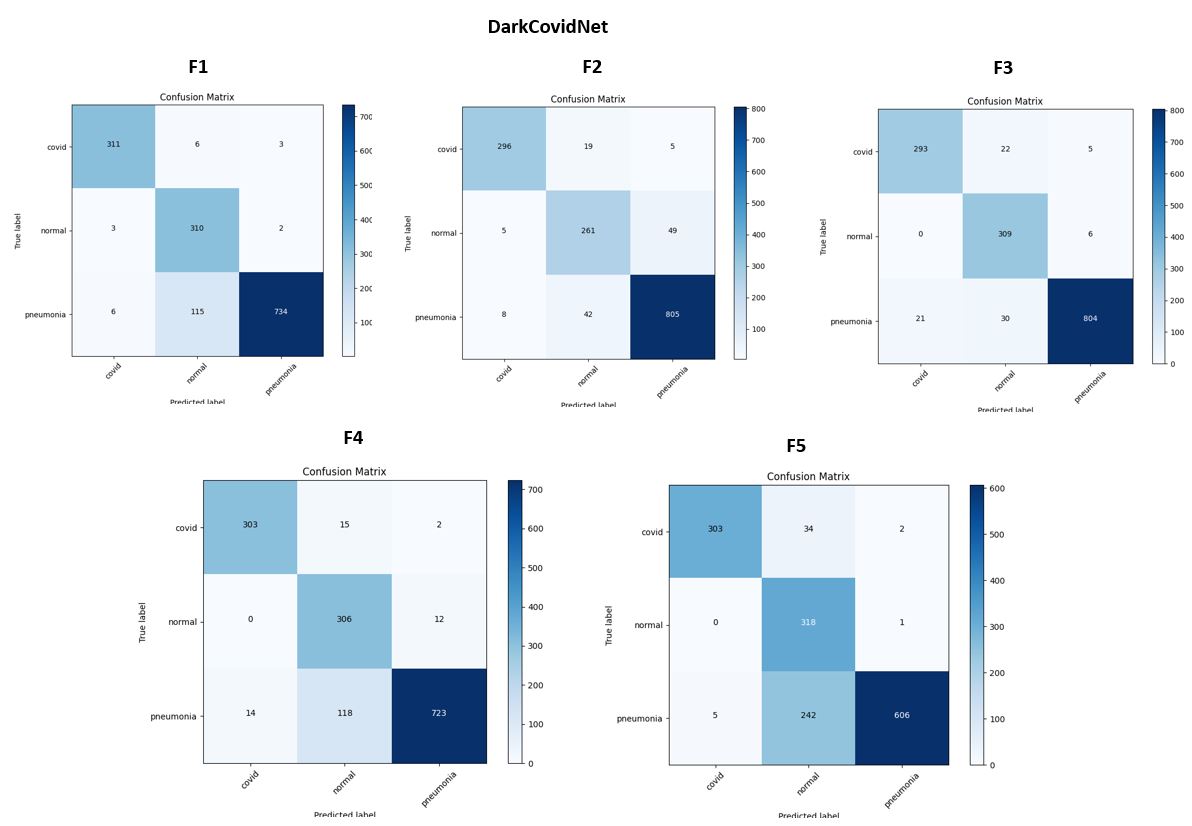 DarkCovidNet
F1
F2
F3
Confusion Matrix
covid
normal
pneumonia
True label
311 6 3
3 310 2
6 115 734
covid normal pneumonia
Predicted label
700
600
500
400
300
200
100
Confusion Matrix
covid
normal
pneumonia
True label
296 19 5
5 261 49
8 42 805
covid normal pneumonia
Predicted label
800
700
600
500
400
300
200
100
Confusion Matrix
covid
normal
pneumonia
True label
293 22 5
0 309 6
21 30 804
covid normal pneumonia
Predicted label
800
700
600
500
400
300
200
100
0
F4
F5
Confusion Matrix
covid
normal
pneumonia
True label
303 15 2
0 306 12
14 118 723
covid normal pneumonia
Predicted label
700
600
500
400
300
200
100
0
Confusion Matrix
covid
normal
pneumonia
True label
303 34 2
0 318 1
5 242 606
covid normal pneumonia
Predicted label
600
500
400
300
200
100
0